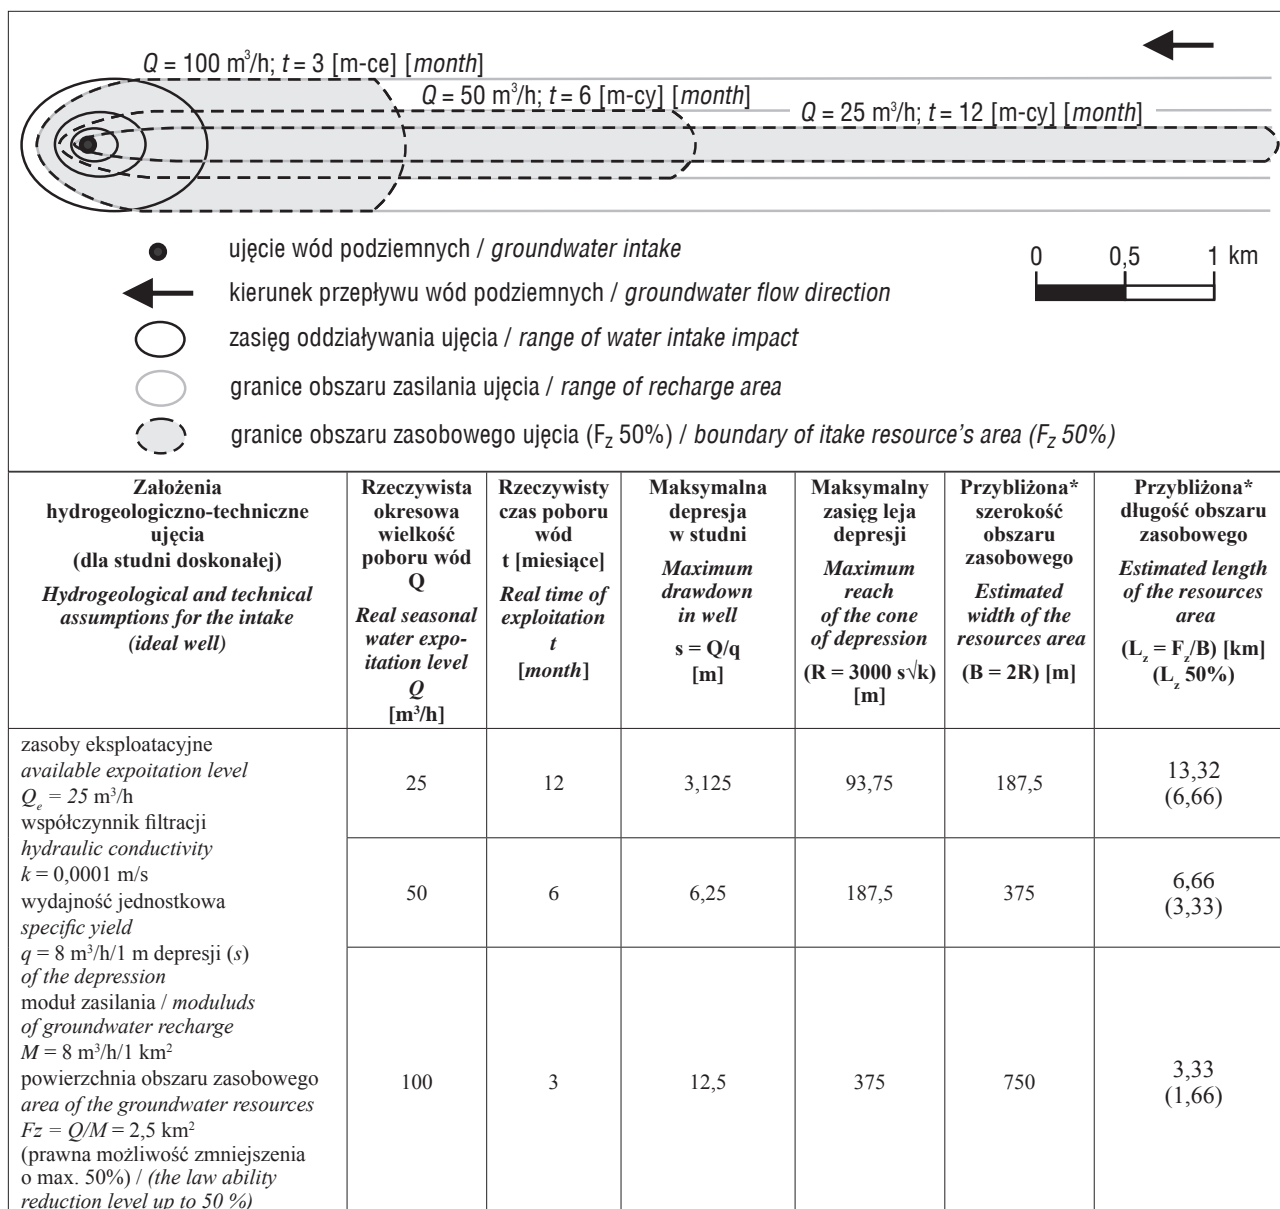 Q = 100 m³/h; t = 3 [m-ce] [month]
Q = 50 m³/h; t = 6 [m-cy] [month]
Q = 25 m³/h; t = 12 [m-cy] [month]
ujęcie wód podziemnych / groundwater intake
kierunek przepływu wód podziemnych / groundwater flow direction
zasięg oddziaływania ujęcia / range of water intake impact
granice obszaru zasilania ujęcia / range of recharge area
granice obszaru zasobowego ujęcia (F_z 50%) / boundary of itake resource's area (F_z 50%)
0 0,5 1 km
Założenia
hydrogeologiczno-techniczne
ujęcia
(dla studni doskonałej)
Hydrogeological and technical
assumptions for the intake
(ideal well)
Rzeczywista
okresowa
wielkość
poboru wód
Q
Real seasonal
water expo-
itation level
Q
[m³/h]
Rzeczywisty
czas poboru
wód
t [miesiące]
Real time of
exploitation
t
[month]
Maksymalna
depresja
w studni
Maximum
drawdown
in well
s = Q/q
[m]
Maksymalny
zasięg leja
depresji
Maximum
reach
of the cone
of depression
(R = 3000 s√k)
[m]
Przybliżona*
szerokość
obszaru
zasobowego
Estimated
width of the
resources area
(B = 2R) [m]
Przybliżona*
długość obszaru
zasobowego
Estimated length
of the resources
area
(L_z = F_z/B) [km]
(L_z 50%)
zasoby eksploatacyjne
available expoitation level
Q_e = 25 m³/h
współczynnik filtracji
hydraulic conductivity
k = 0,0001 m/s
wydajność jednostkowa
specific yield
q = 8 m³/h/1 m depresji (s)
of the depression
moduł zasilania / moduluds
of groundwater recharge
M = 8 m³/h/1 km²
powierzchnia obszaru zasobowego
area of the groundwater resources
Fz = Q/M = 2,5 km²
(prawna możliwość zmniejszenia
o max. 50%) / (the law ability
reduction level up to 50 %)
25 12 3,125 93,75 187,5 13,32
(6,66)
50 6 6,25 187,5 375 6,66
(3,33)
100 3 12,5 375 750 3,33
(1,66)